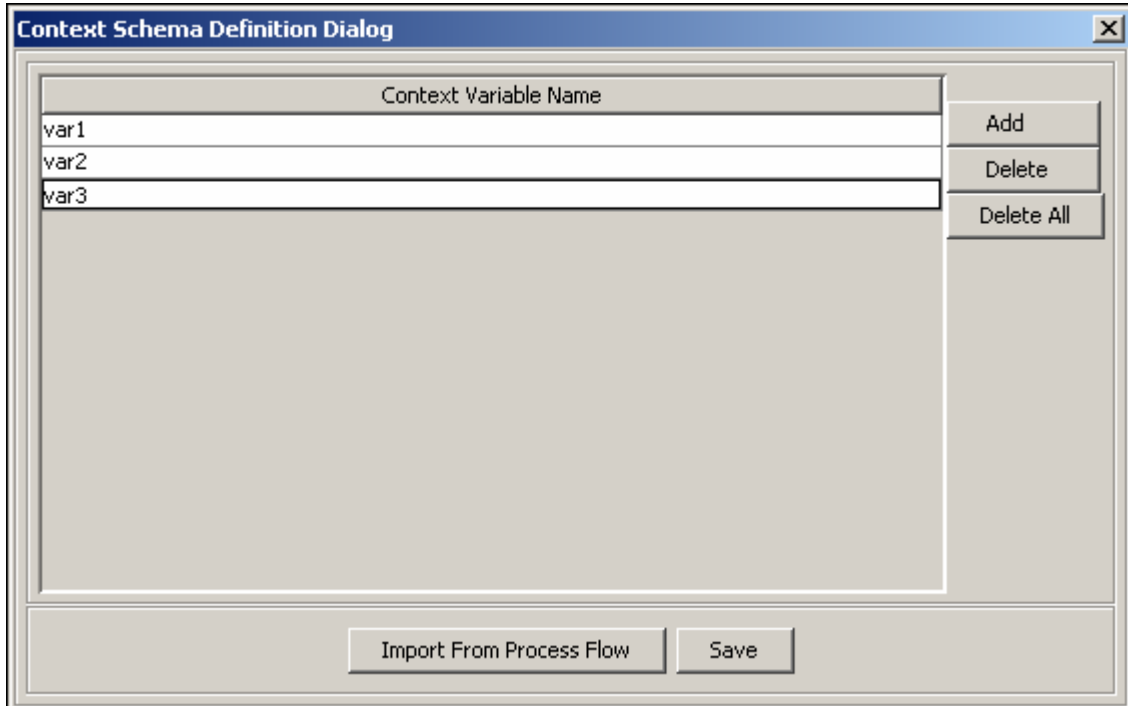 Context Schema Definition Dialog
Context Variable Name
var1
var2
var3
Add
Delete
Delete All
Import From Process Flow
Save